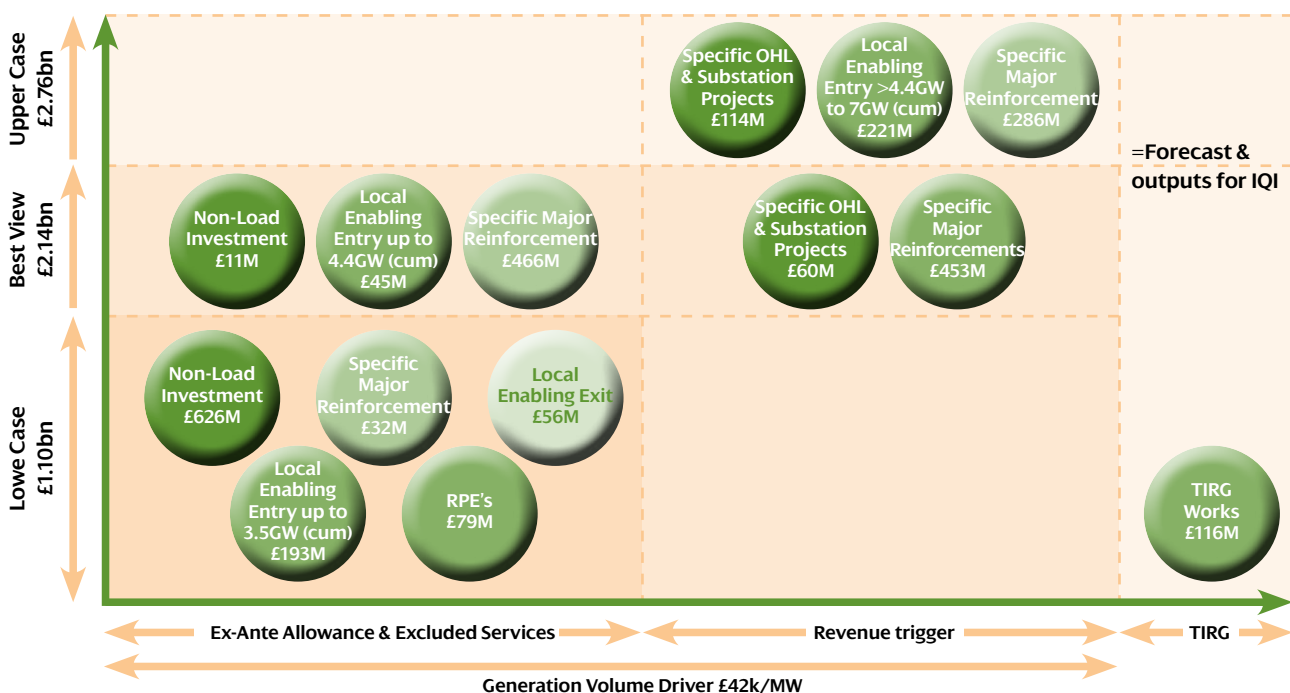 Upper Case
£2.76bn
Specific OHL
& Substation
Projects
£114M
Local
Enabling
Entry >4.4GW
to 7GW (cum)
£221M
Specific
Major
Reinforcement
£286M
=Forecast &
outputs for IQI
Best View
£2.14bn
Non-Load
Investment
£11M
Local
Enabling
Entry up to
4.4GW (cum)
£45M
Specific Major
Reinforcement
£466M
Specific OHL
& Substation
Projects
£60M
Specific
Major
Reinforcements
£453M
Lowe Case
£1.10bn
Non-Load
Investment
£626M
Specific
Major
Reinforcement
£32M
Local
Enabling Exit
£56M
Local
Enabling
Entry up to
3.5GW (cum)
£193M
RPE's
£79M
TIRG
Works
£116M
Ex-Ante Allowance & Excluded Services
Revenue trigger
TIRG
Generation Volume Driver £42k/MW